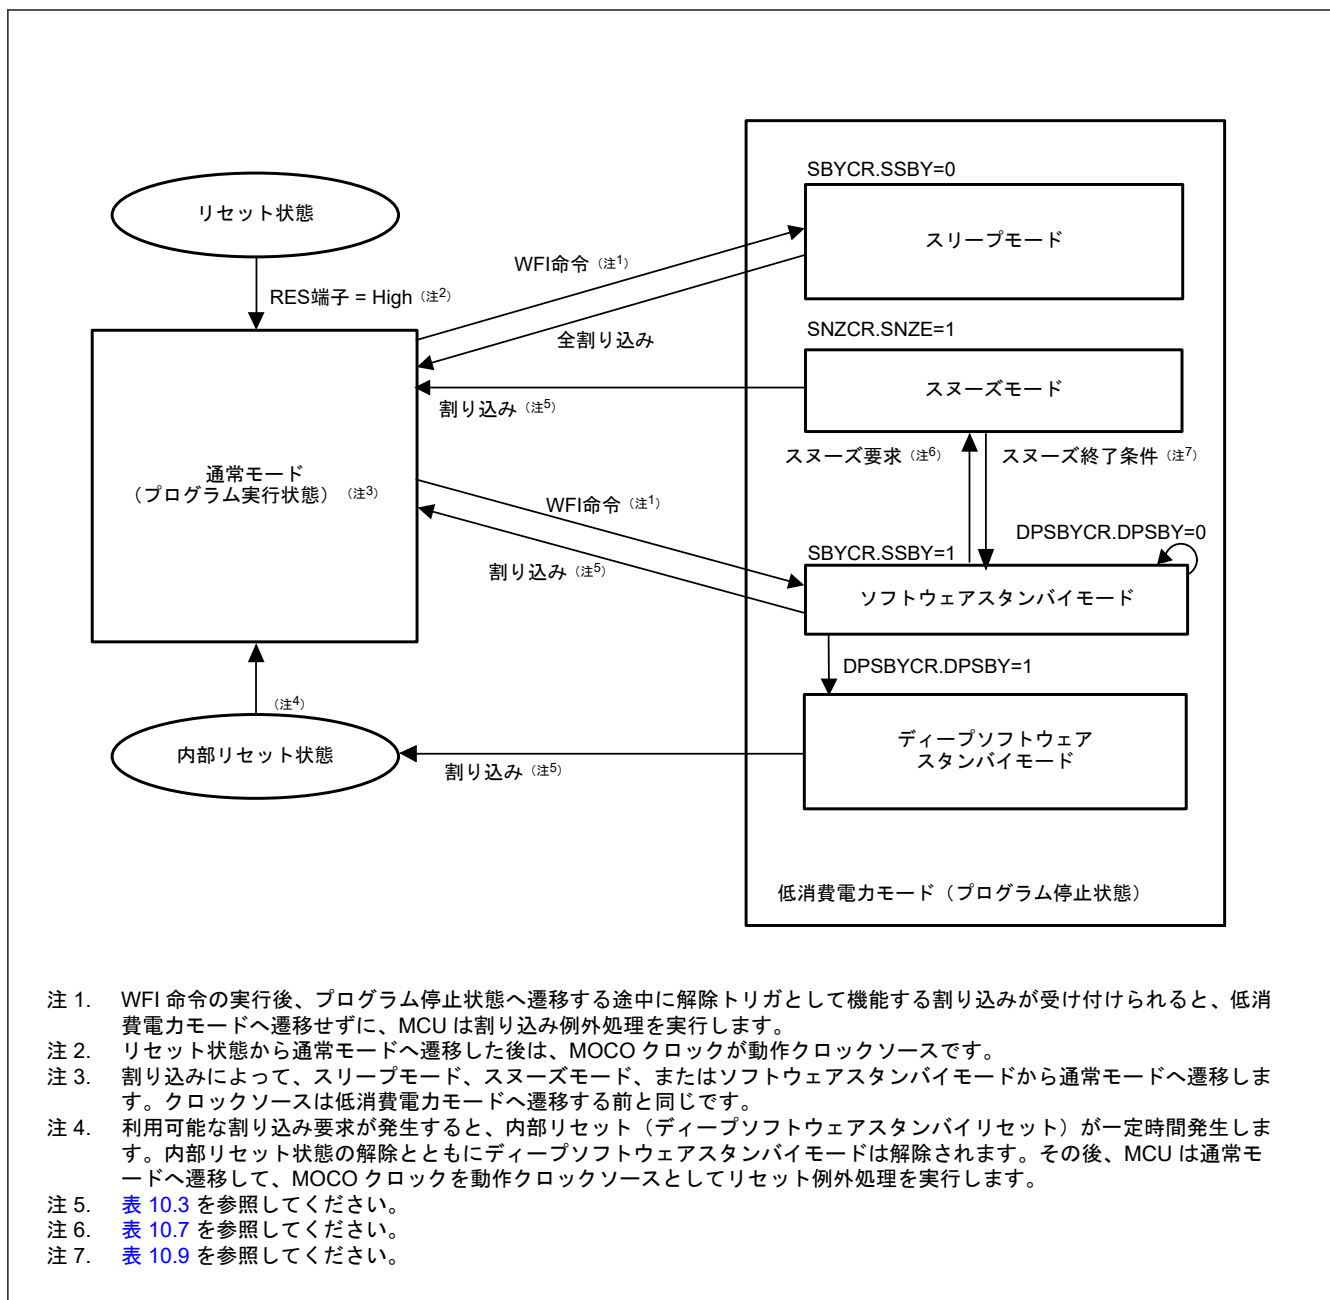 SBYCR.SSBY=0
リセット状態
スリープモード
WFI命令（注1）
RES端子 = High（注2）
全割り込み
SNZCR.SNZE=1
スヌーズモード
割り込み（注5）
スヌーズ要求（注6）
スヌーズ終了条件（注7）
通常モード
（プログラム実行状態）（注3）
WFI命令（注1）
DPSBYCR.DPSBY=0
SBYCR.SSBY=1
割り込み（注5）
ソフトウェアスタンバイモード
DPSBYCR.DPSBY=1
（注4）
内部リセット状態
ディープソフトウェア
スタンバイモード
割り込み（注5）
低消費電力モード（プログラム停止状態）
注 1. WFI 命令の実行後、プログラム停止状態へ遷移する途中に解除トリガとして機能する割り込みが受け付けられると、低消
費電力モードへ遷移せずに、MCU は割り込み例外処理を実行します。
注 2. リセット状態から通常モードへ遷移した後は、MOCO クロックが動作クロックソースです。
注 3. 割り込みによって、スリープモード、スヌーズモード、またはソフトウェアスタンバイモードから通常モードへ遷移しま
す。クロックソースは低消費電力モードへ遷移する前と同じです。
注 4. 利用可能な割り込み要求が発生すると、内部リセット（ディープソフトウェアスタンバイリセット）が一定時間発生しま
す。内部リセット状態の解除とともにディープソフトウェアスタンバイモードは解除されます。その後、MCU は通常モ
ードへ遷移して、MOCO クロックを動作クロックソースとしてリセット例外処理を実行します。
注 5. 表 10.3 を参照してください。
注 6. 表 10.7 を参照してください。
注 7. 表 10.9 を参照してください。